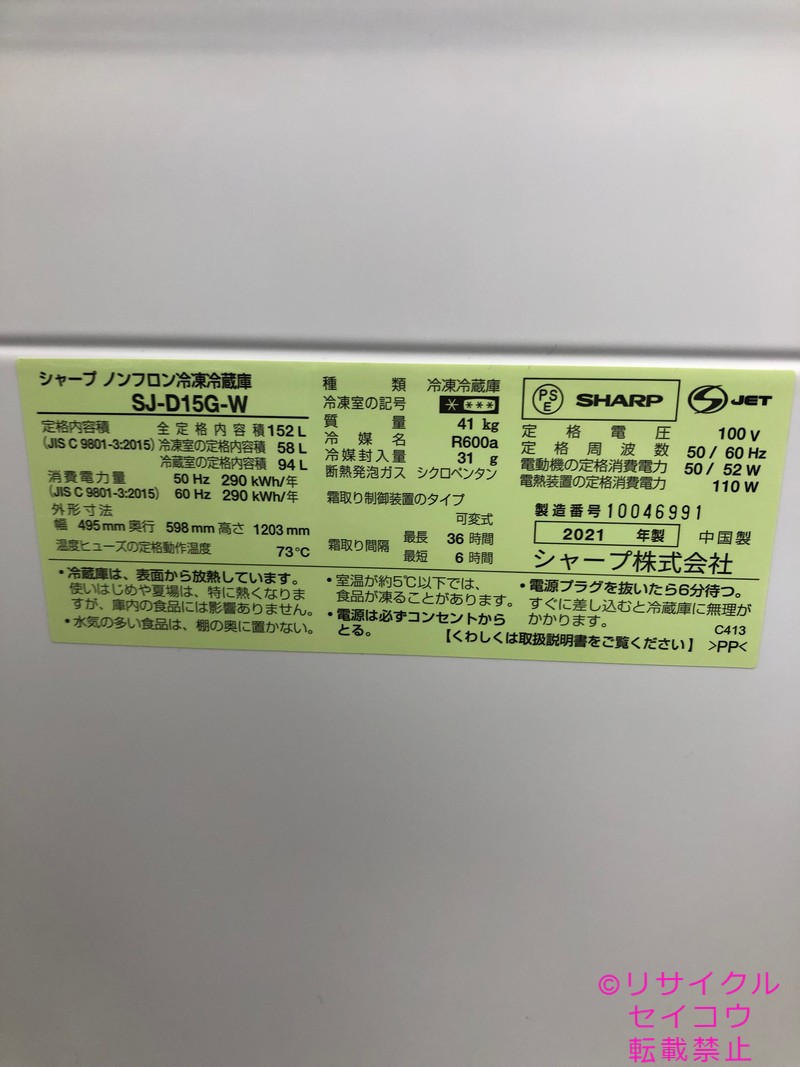 シャープ ノンフロン冷凍冷蔵庫
SJ-D15G-W
定格内容積 全定格内容積 152 L
(JIS C 9801-3:2015) 冷凍室の定格内容積 58 L
冷蔵室の定格内容積 94 L
消費電力量 50 Hz 290 kWh/年
(JIS C 9801-3:2015) 60 Hz 290 kWh/年
外形寸法
幅 495 mm 奥行 598 mm 高さ 1203 mm
温度ヒューズの定格動作温度 73℃
種類 冷凍冷蔵庫
冷凍室の記号 * ***
質量 41 kg
冷媒名 R600a
冷媒封入量 31 g
断熱発泡ガス シクロペンタン
霜取り制御装置のタイプ
可変式
霜取り間隔 最長 36 時間
最短 6 時間
PS
E
SHARP
S JET
定格電圧 100 V
定格周波数 50 / 60 Hz
電動機の定格消費電力 50 / 52 W
電熱装置の定格消費電力 110 W
製造番号 10046991
2021 年製 中国製
シャープ株式会社
・冷蔵庫は、表面から放熱しています。
使いはじめや夏場は、特に熱くなりま
すが、庫内の食品には影響ありません。
・水気の多い食品は、棚の奥に置かない。
・室温が約5℃以下では、
食品が凍ることがあります。
・電源は必ずコンセントから
とる。
・電源プラグを抜いたら6分待つ。
すぐに差し込むと冷蔵庫に無理が
かかります。
C413
【くわしくは取扱説明書をご覧ください】 >PP<
©リサイクル
セイコウ
転載禁止